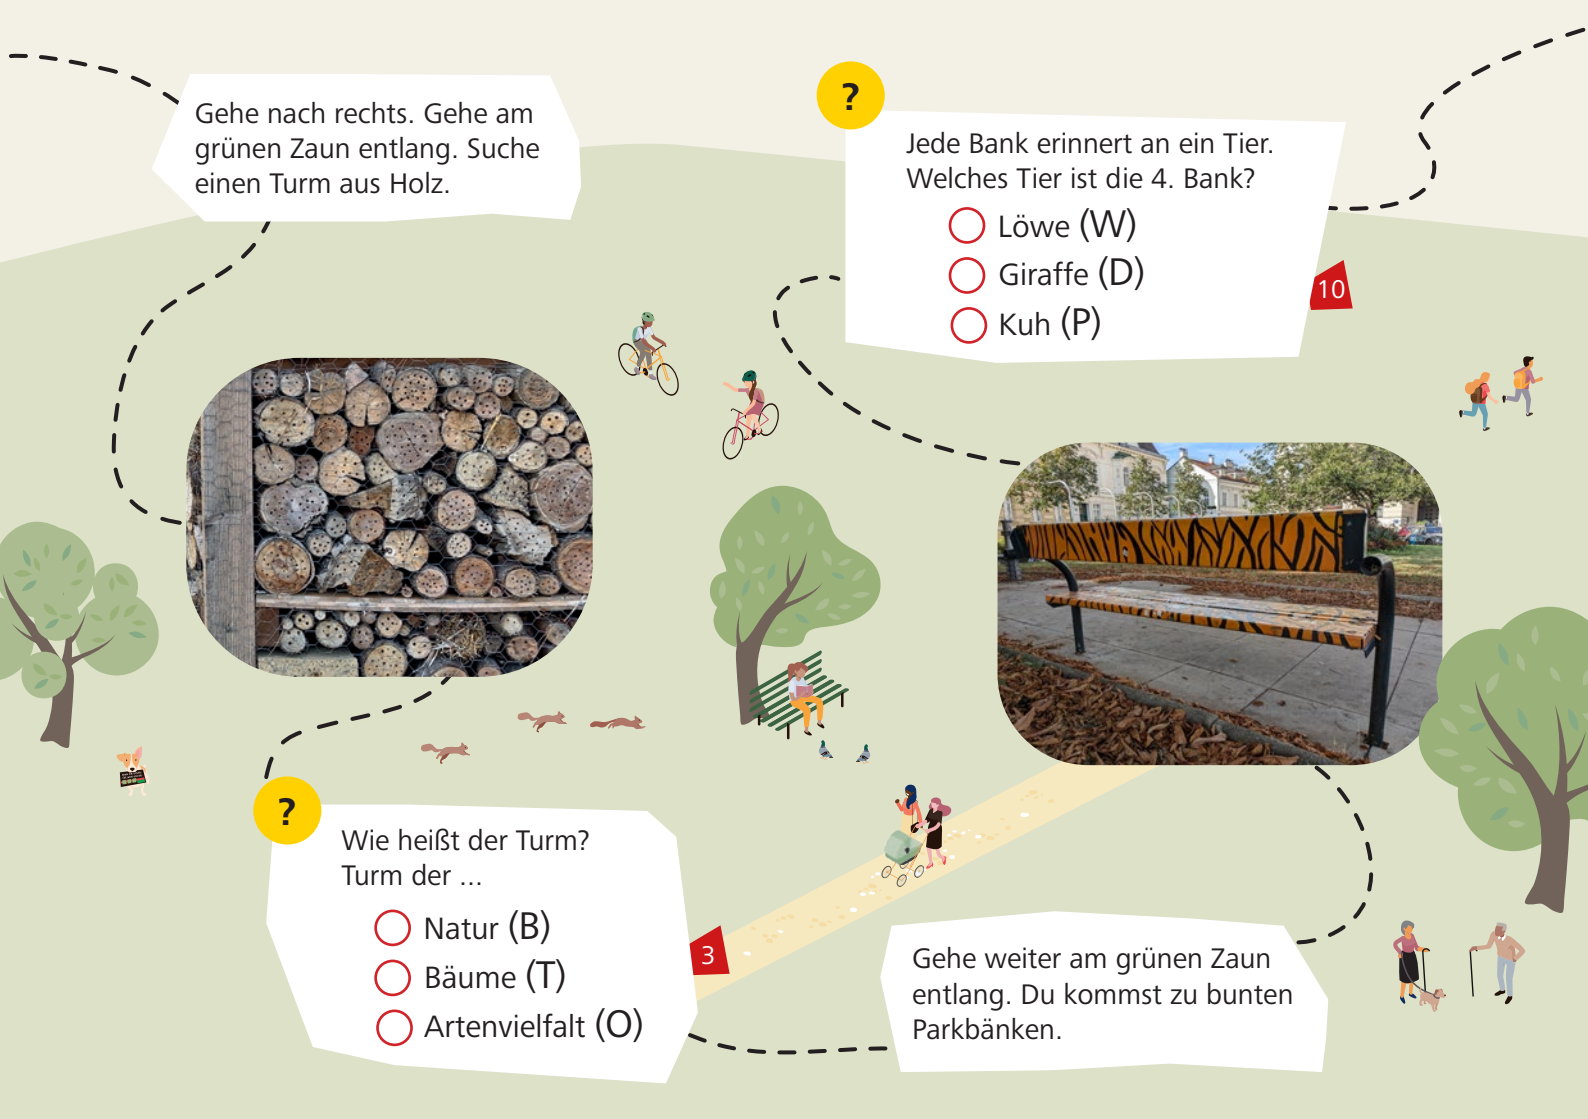 Gehe nach rechts. Gehe am
grünen Zaun entlang. Suche
einen Turm aus Holz.
?
Wie heißt der Turm?
Turm der ...
Natur (B)
Bäume (T)
Artenvielfalt (O)
3
Gehe weiter am grünen Zaun
entlang. Du kommst zu bunten
Parkbänken.
?
Jede Bank erinnert an ein Tier.
Welches Tier ist die 4. Bank?
Löwe (W)
Giraffe (D)
Kuh (P)
10